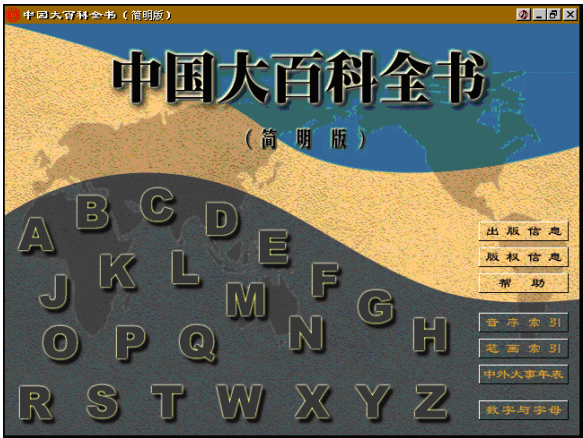 中国大百科全书（简明版）
中国大百科全书
（简明版）
A B C D E
J K L M F G
O P Q N H
R S T W X Y Z
出版信息
版权信息
帮助
音序索引
笔画索引
中外大事年表
数字与字母